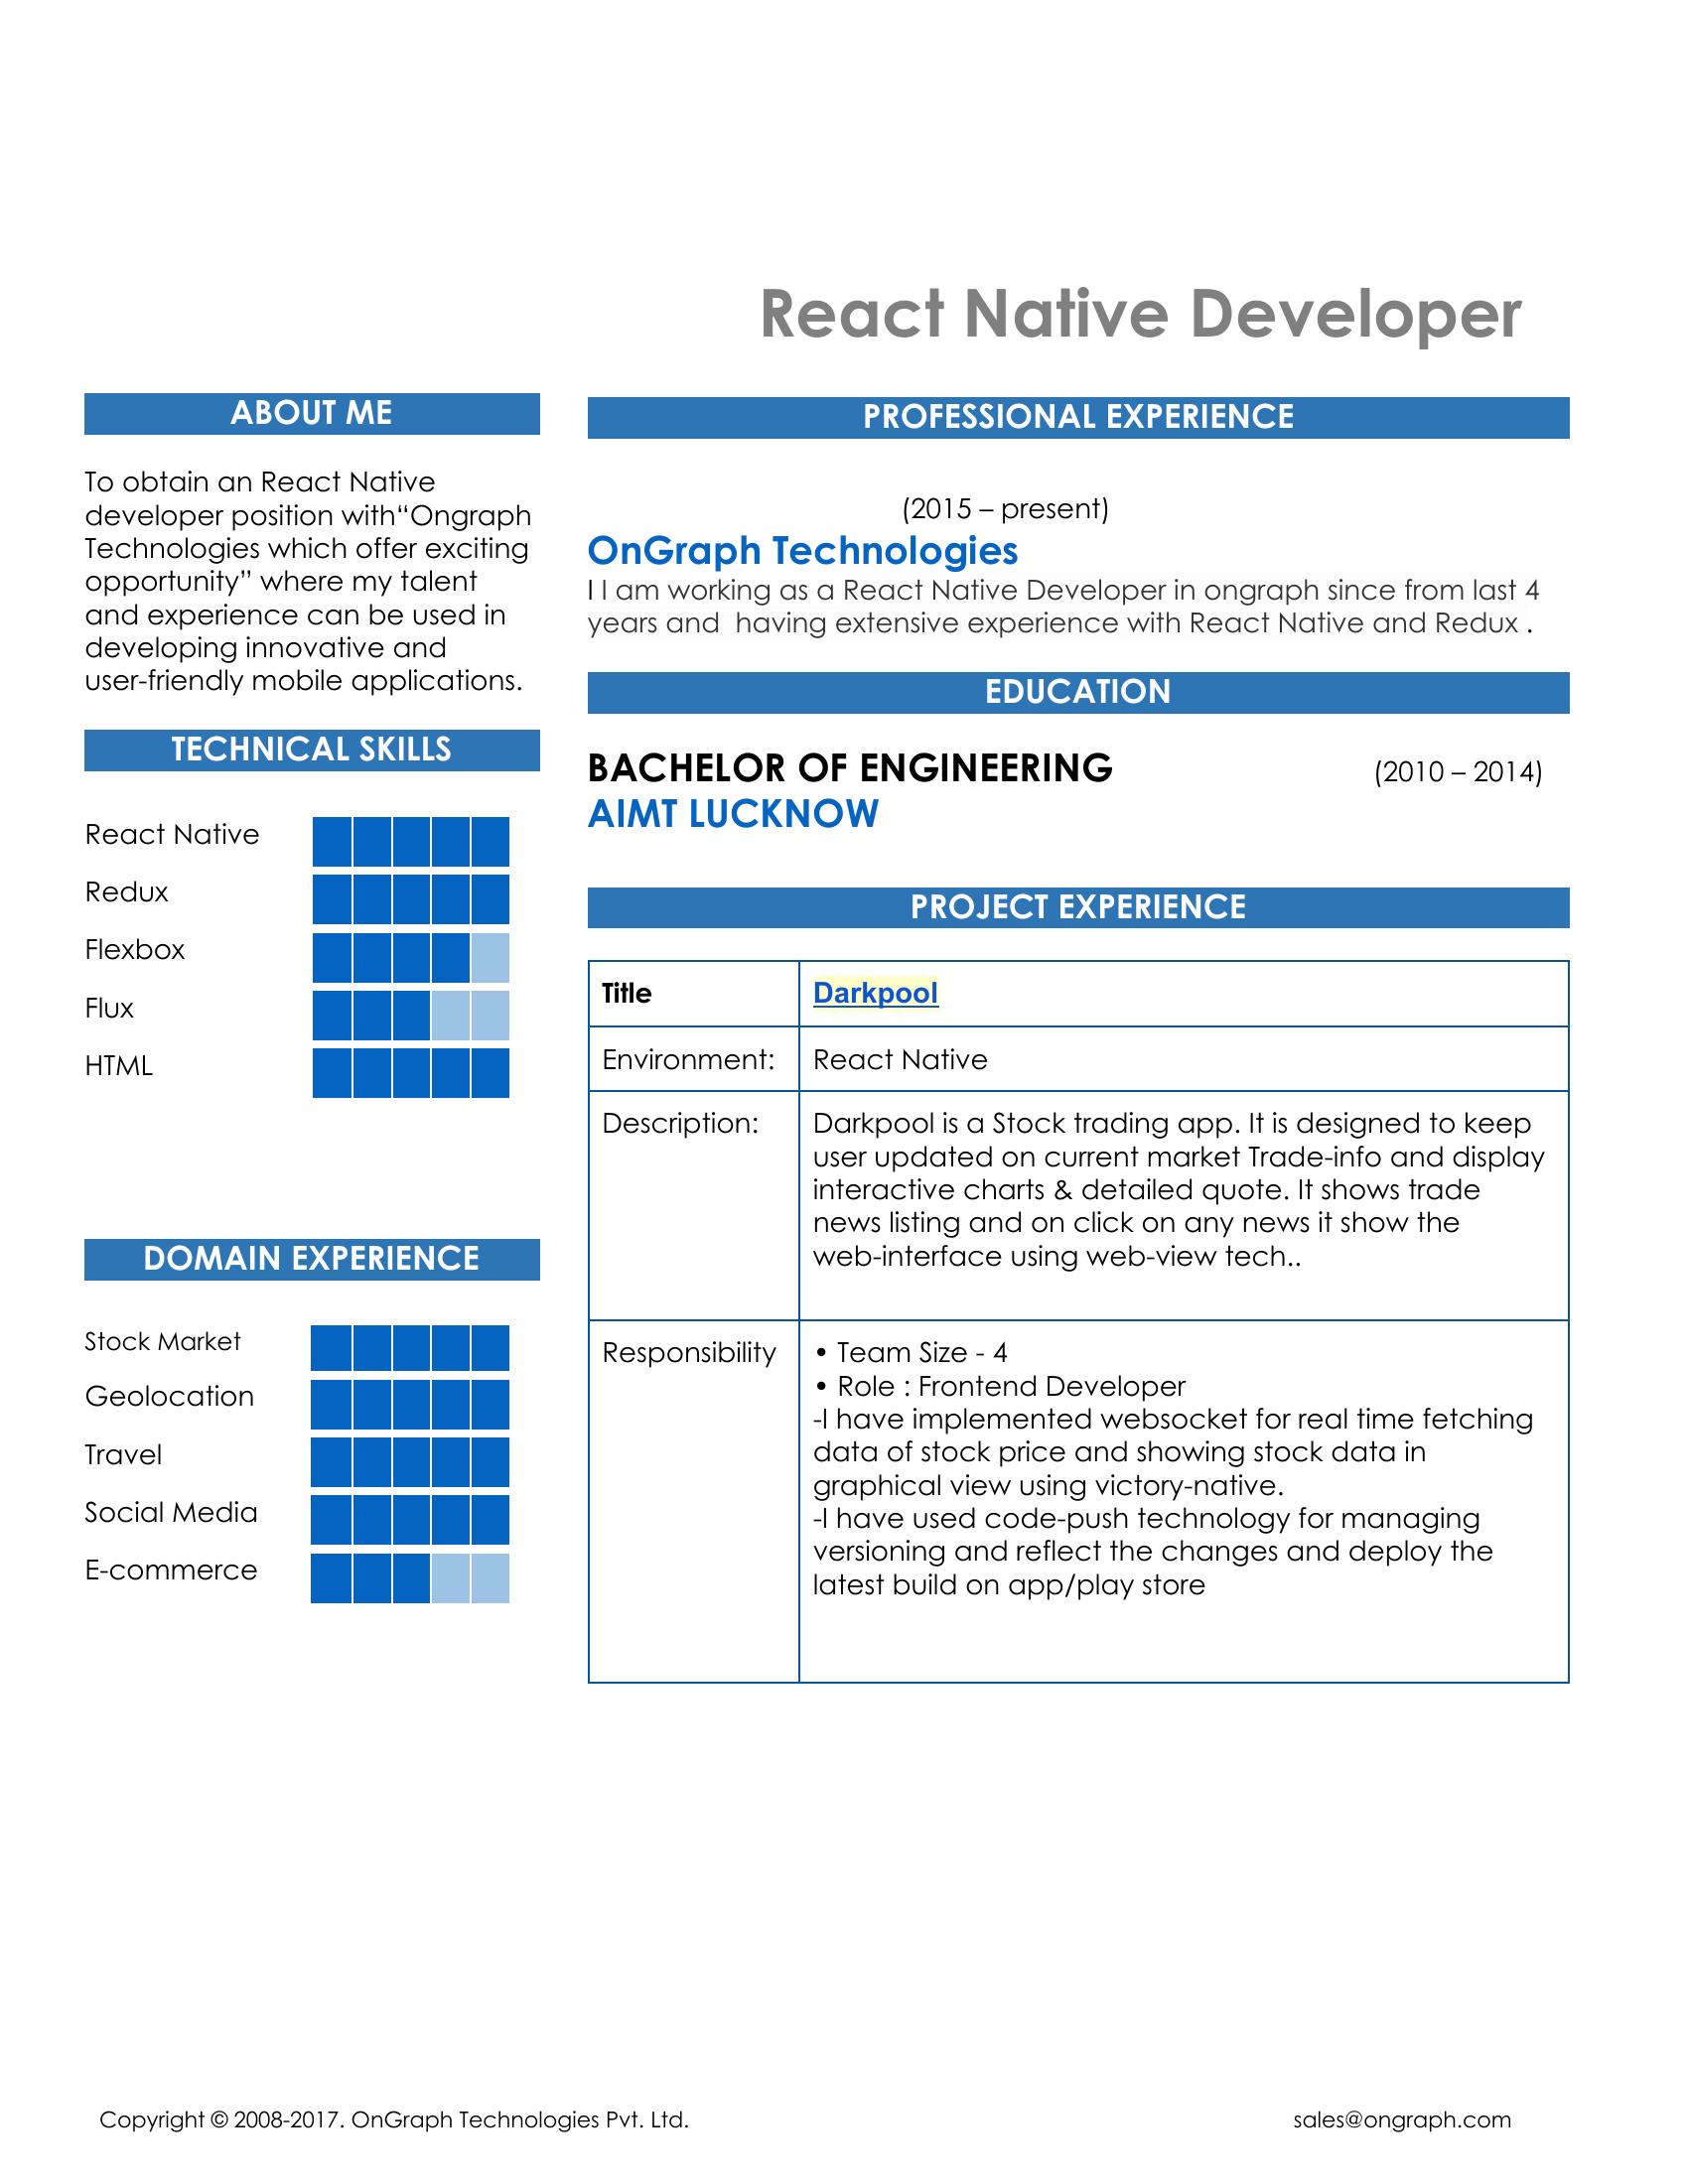 React Native Developer
ABOUT ME
To obtain an React Native
developer position with“Ongraph
Technologies which offer exciting
opportunity” where my talent
and experience can be used in
developing innovative and
user-friendly mobile applications.
TECHNICAL SKILLS
React Native
Redux
Flexbox
Flux
HTML
DOMAIN EXPERIENCE
Stock Market
Geolocation
Travel
Social Media
E-commerce
PROFESSIONAL EXPERIENCE
(2015 – present)
OnGraph Technologies
I I am working as a React Native Developer in ongraph since from last 4
years and  having extensive experience with React Native and Redux .
EDUCATION
BACHELOR OF ENGINEERING (2010 – 2014)
AIMT LUCKNOW
PROJECT EXPERIENCE
Title Darkpool
Environment: React Native
Description: Darkpool is a Stock trading app. It is designed to keep
user updated on current market Trade-info and display
interactive charts & detailed quote. It shows trade
news listing and on click on any news it show the
web-interface using web-view tech..
Responsibility • Team Size - 4
• Role : Frontend Developer
-I have implemented websocket for real time fetching
data of stock price and showing stock data in
graphical view using victory-native.
-I have used code-push technology for managing
versioning and reflect the changes and deploy the
latest build on app/play store
Copyright © 2008-2017. OnGraph Technologies Pvt. Ltd. sales@ongraph.com